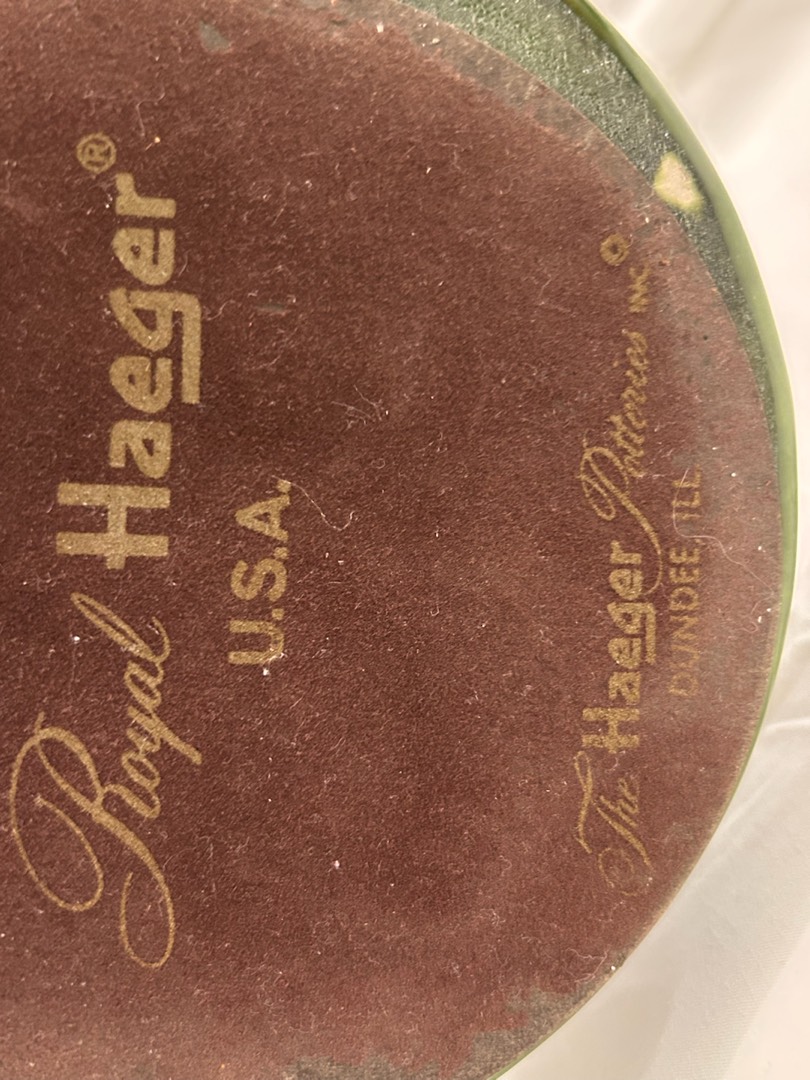 Royal Haeger®
U.S.A.
The Haeger Potteries INC
DUNDEE, ILL.